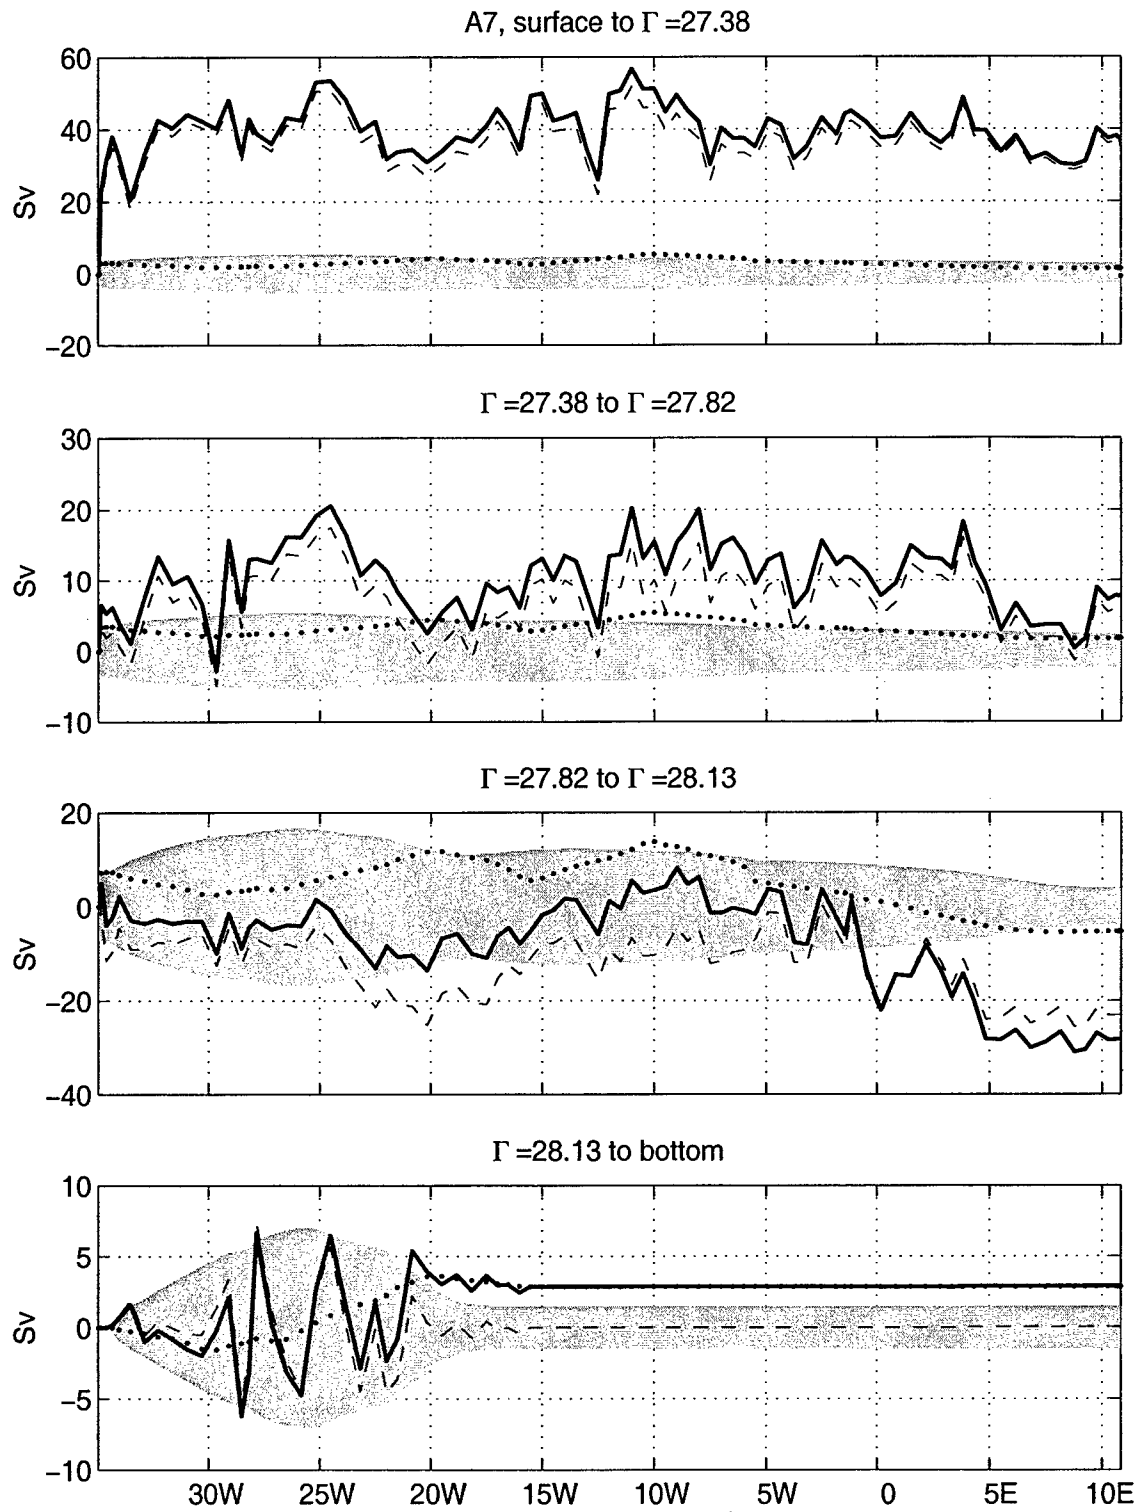 A7, surface to Γ =27.38
60
40
20
0
−20
Sv
Γ =27.38 to Γ =27.82
30
20
10
0
−10
Sv
Γ =27.82 to Γ =28.13
20
0
−20
−40
Sv
Γ =28.13 to bottom
10
5
0
−5
−10
Sv
30W 25W 20W 15W 10W 5W 0 5E 10E